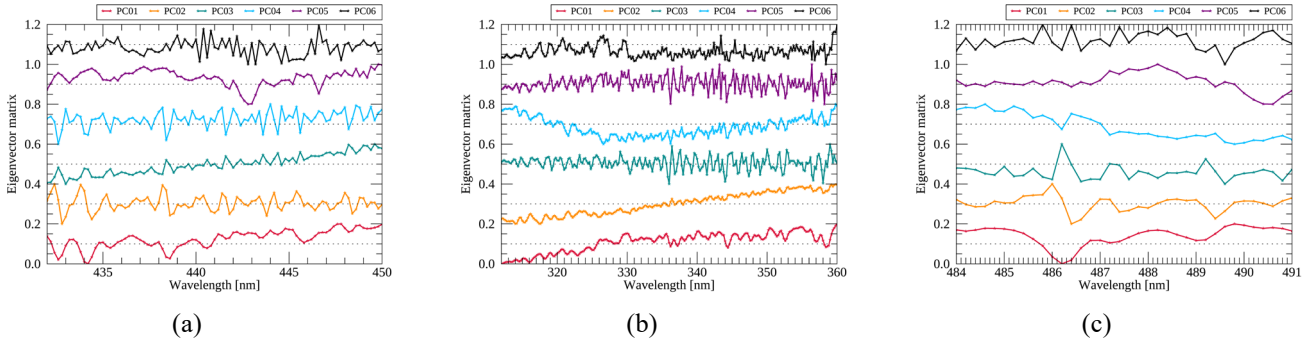 PC01 PC02 PC03 PC04 PC05 PC06
1.2
1.0
0.8
0.6
0.4
0.2
0.0
Eigenvector matrix
435 440 445 450
Wavelength [nm]
(a)
PC01 PC02 PC03 PC04 PC05 PC06
1.2
1.0
0.8
0.6
0.4
0.2
0.0
Eigenvector matrix
320 330 340 350 360
Wavelength [nm]
(b)
PC01 PC02 PC03 PC04 PC05 PC06
1.2
1.0
0.8
0.6
0.4
0.2
0.0
Eigenvector matrix
484 485 486 487 488 489 490 491
Wavelength [nm]
(c)